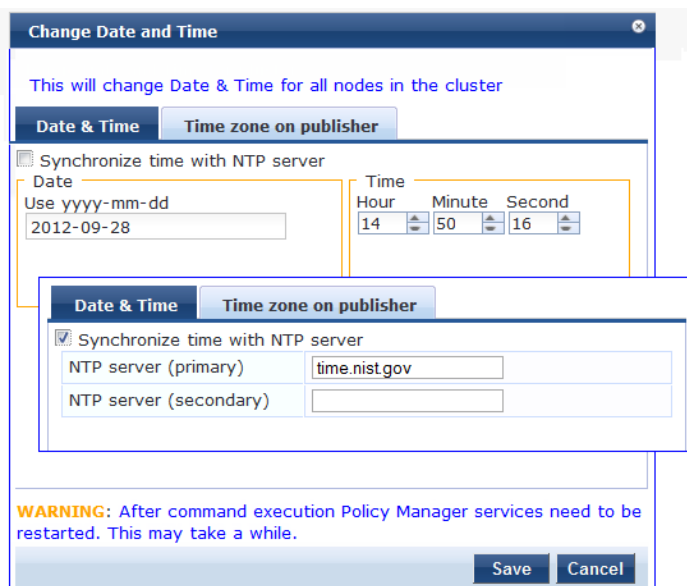 Change Date and Time
This will change Date & Time for all nodes in the cluster
Date & Time Time zone on publisher
Synchronize time with NTP server
Date Time
Use yyyy-mm-dd Hour Minute Second
2012-09-28 14 50 16
Date & Time Time zone on publisher
Synchronize time with NTP server
NTP server (primary) time.nist.gov
NTP server (secondary)
WARNING: After command execution Policy Manager services need to be
restarted. This may take a while.
Save Cancel